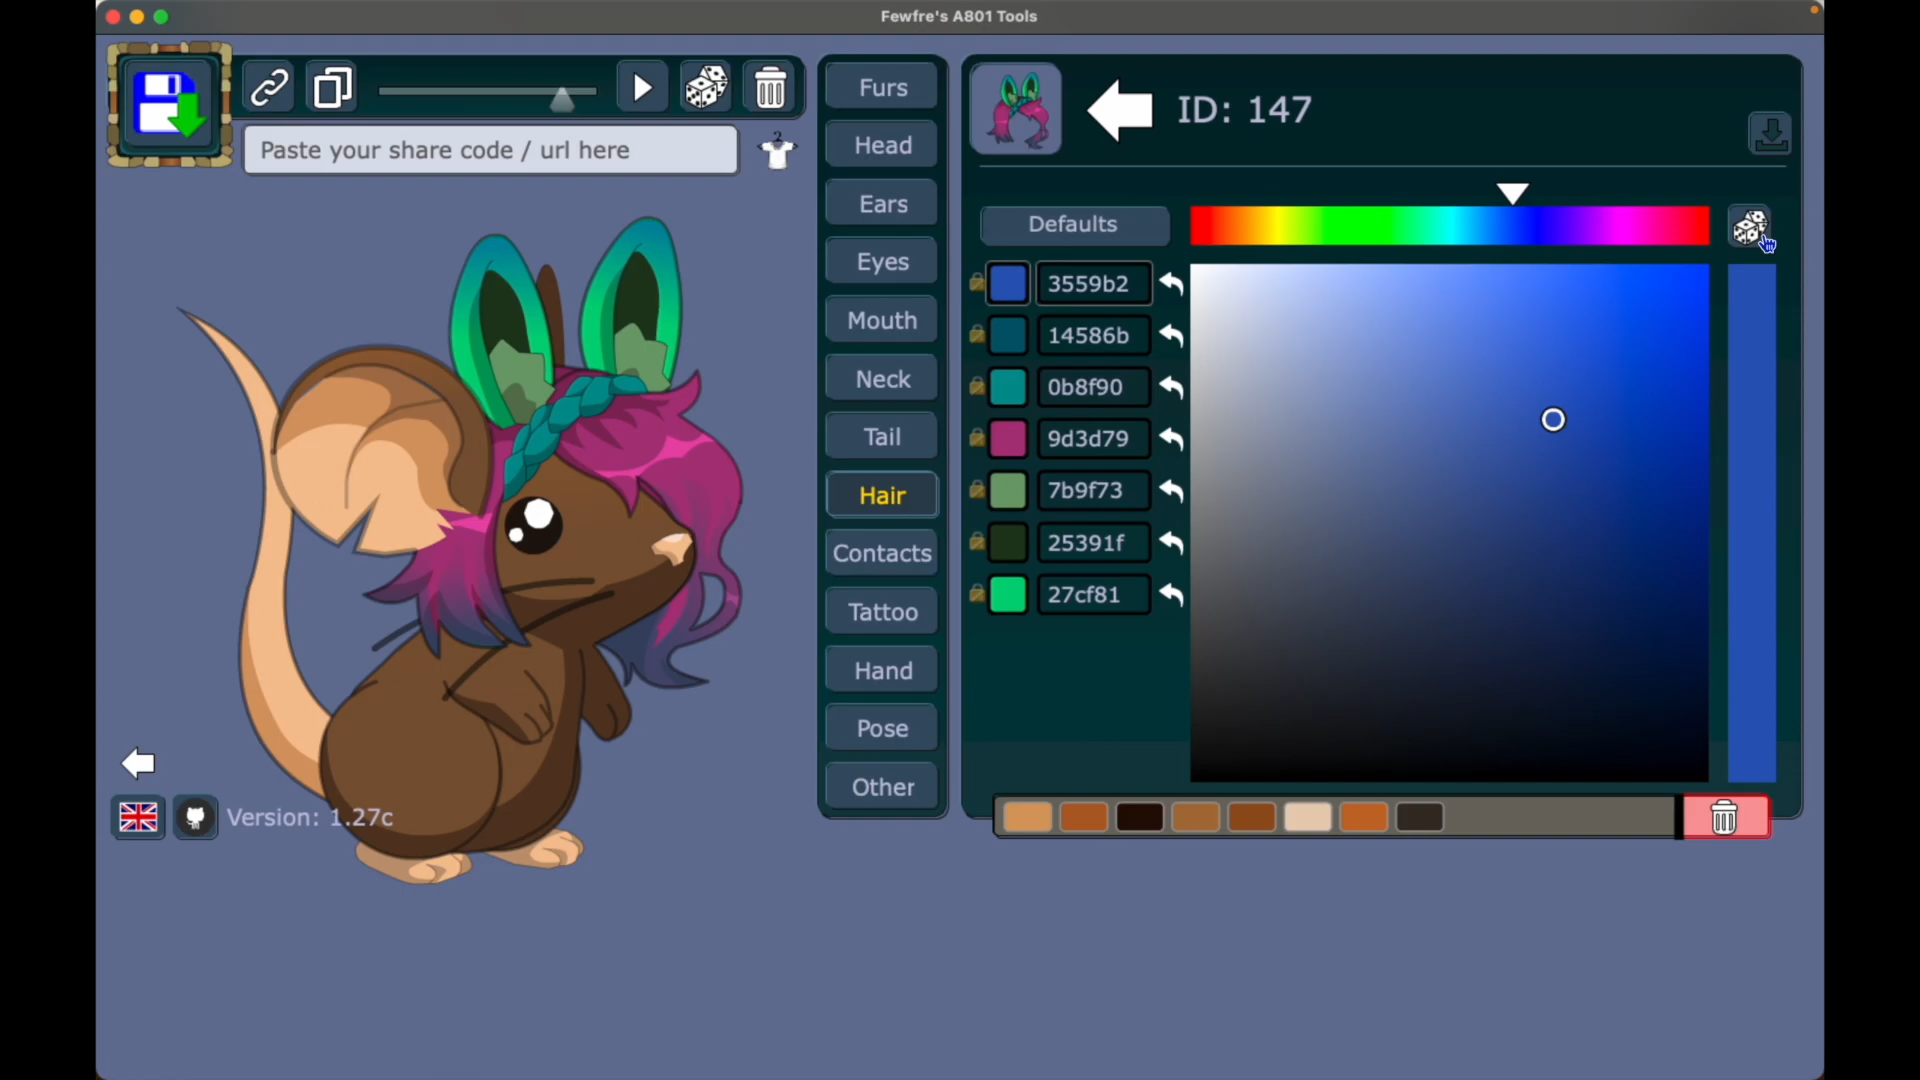 Fewfre's A801 Tools
Paste your share code / url here
2
Furs
Head
Ears
Eyes
Mouth
Neck
Tail
Hair
Contacts
Tattoo
Hand
Pose
Other
ID: 147
Defaults
3559b2
14586b
0b8f90
9d3d79
7b9f73
25391f
27cf81
Version: 1.27c